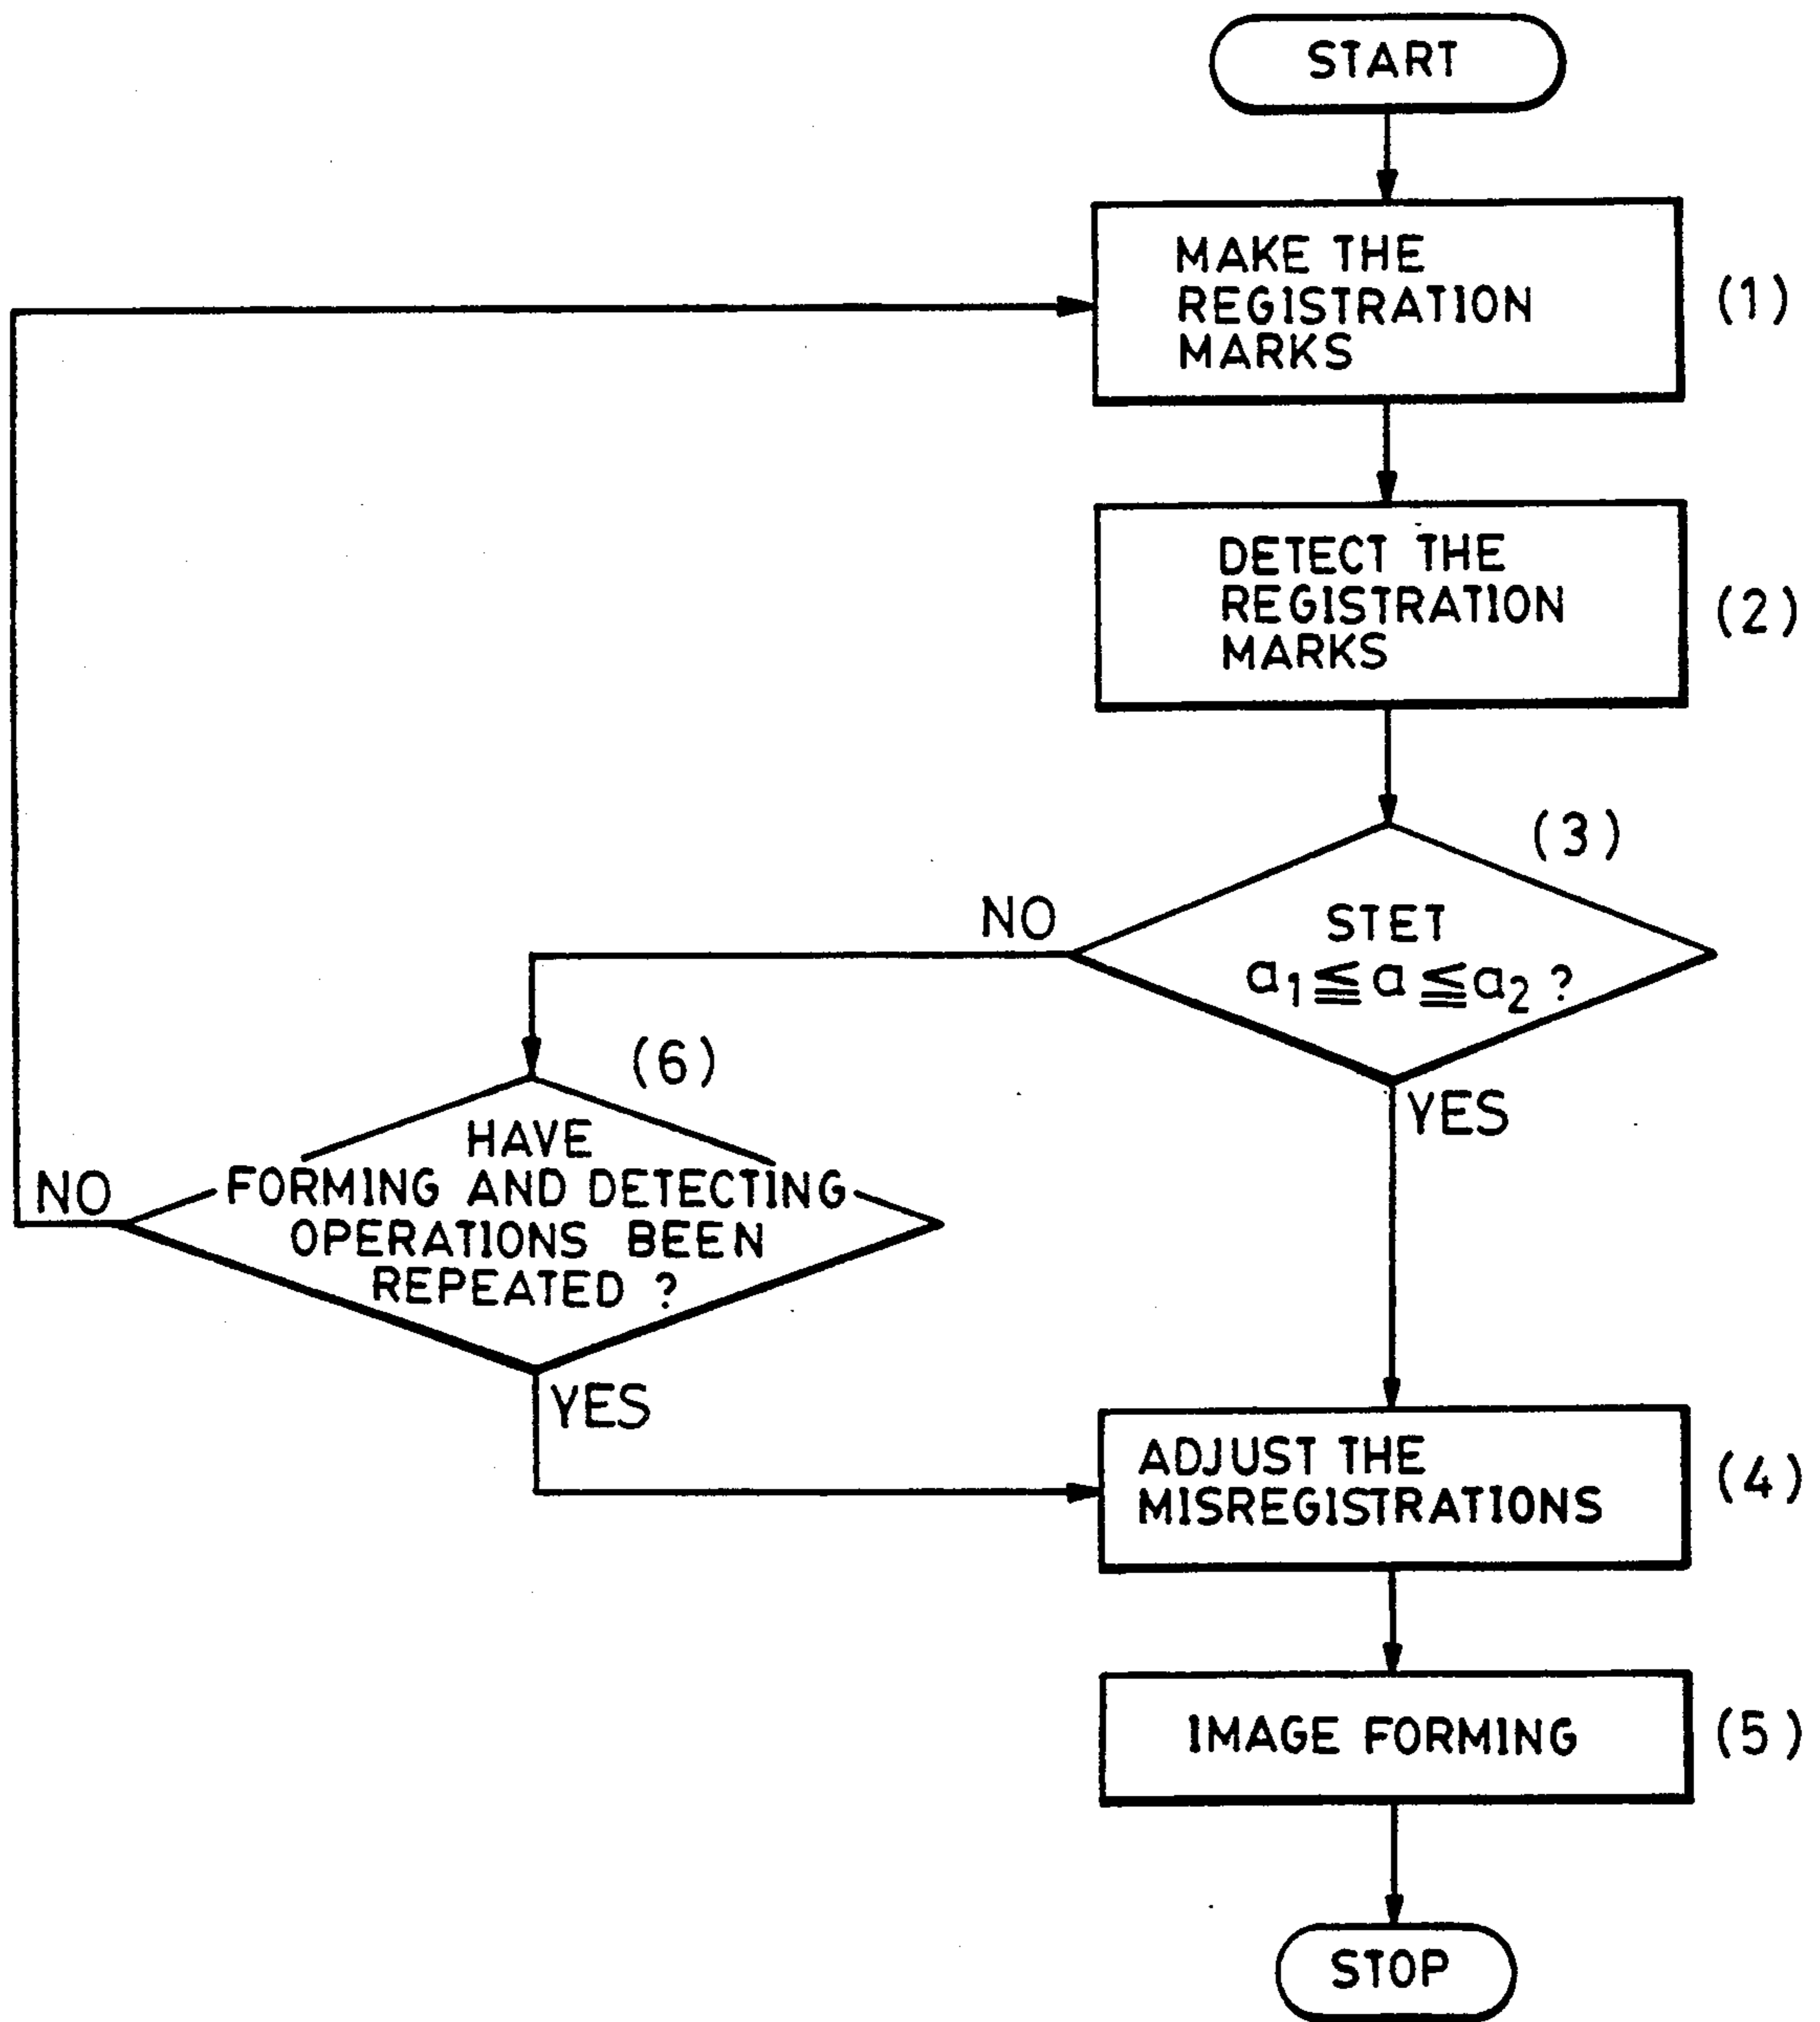 START
MAKE THE
REGISTRATION
MARKS
(1)
DETECT THE
REGISTRATION
MARKS
(2)
(3)
STET
a₁ ≦ a ≦ a₂ ?
NO
YES
(6)
HAVE
FORMING AND DETECTING
OPERATIONS BEEN
REPEATED ?
NO
YES
ADJUST THE
MISREGISTRATIONS
(4)
IMAGE FORMING
(5)
STOP